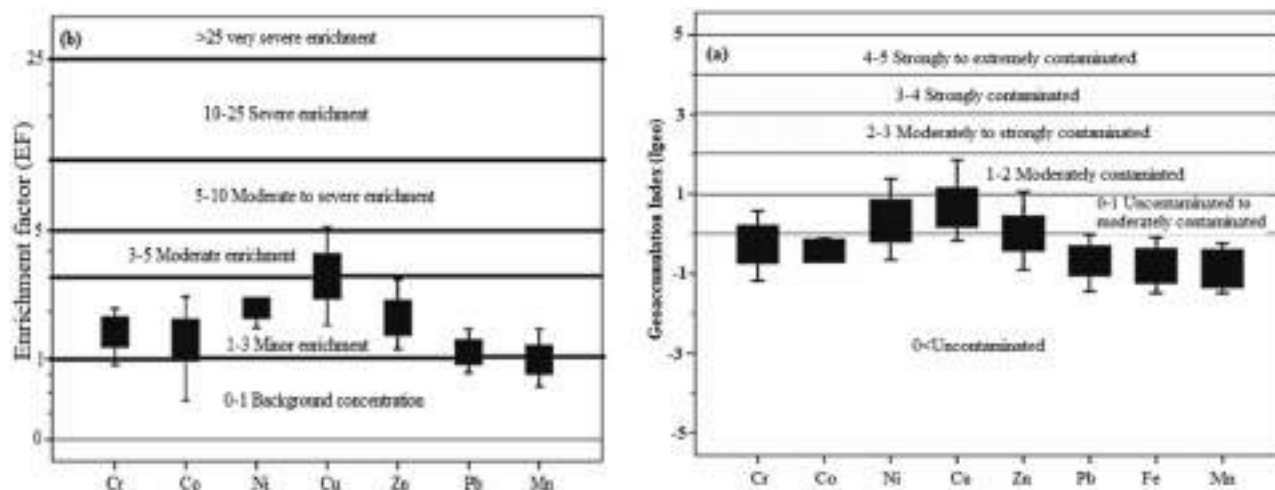 (b)
>25 very severe enrichment
25
10-25 Severe enrichment
5-10 Moderate to severe enrichment
5
3-5 Moderate enrichment
1-3 Minor enrichment
1
0-1 Background concentration
0
Enrichment factor (EF)
Cr Co Ni Cu Zn Pb Mn
(a)
5
4-5 Strongly to extremely contaminated
3-4 Strongly contaminated
3
2-3 Moderately to strongly contaminated
1-2 Moderately contaminted
1
0-1 Uncontaminated to
moderately contaminated
-1
0<Uncontaminated
-3
-5
Geoaccumulation Index (Igeo)
Cr Co Ni Cu Zn Pb Fe Mn